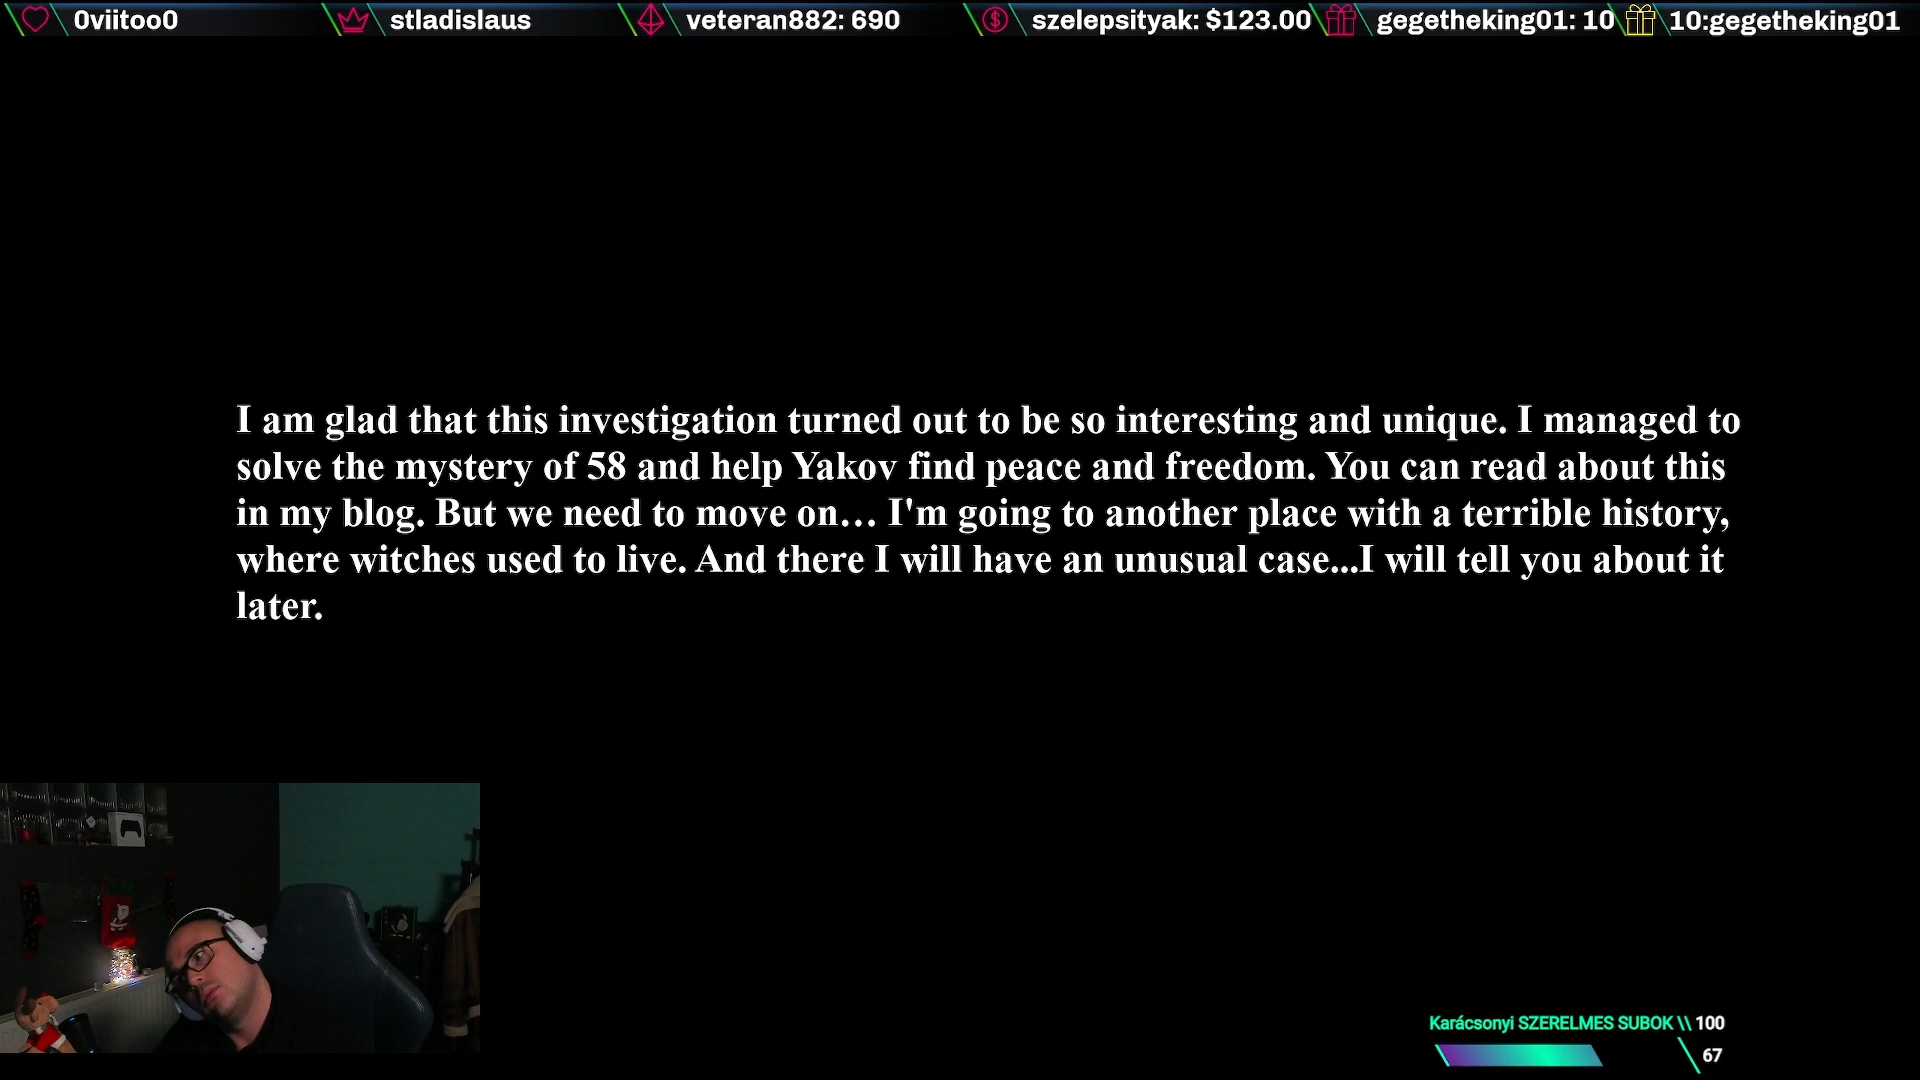 0viitoo0 stladislaus veteran882: 690 szelepsityak: $123.00 gegetheking01: 10 10:gegetheking01
I am glad that this investigation turned out to be so interesting and unique. I managed to
solve the mystery of 58 and help Yakov find peace and freedom. You can read about this
in my blog. But we need to move on… I'm going to another place with a terrible history,
where witches used to live. And there I will have an unusual case...I will tell you about it
later.
Karácsonyi SZERELMES SUBOK \\ 100
67